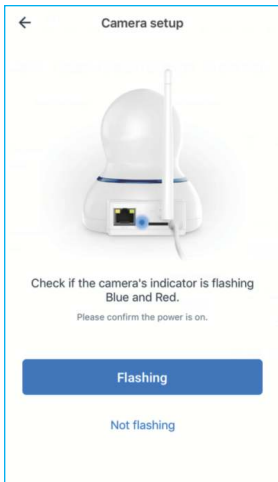 Camera setup
Check if the camera's indicator is flashing
Blue and Red.
Please confirm the power is on.
Flashing
Not flashing